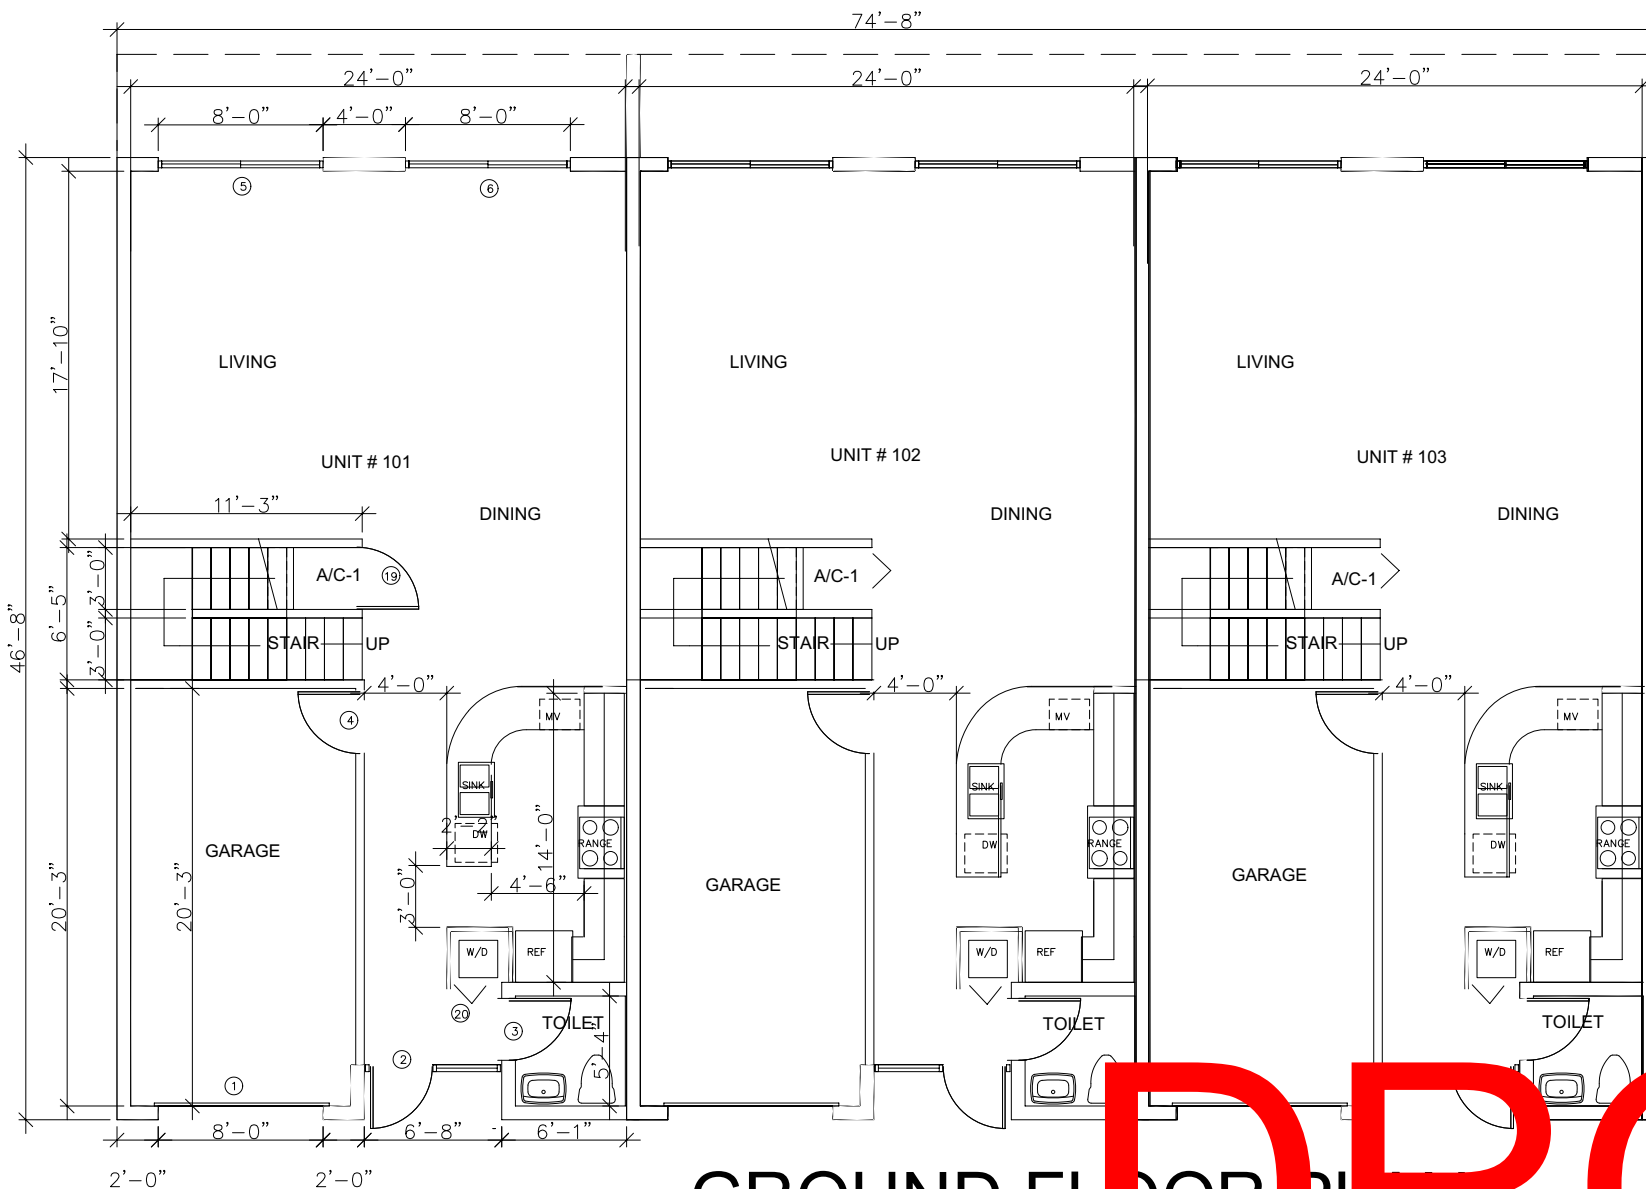 74'-8"
24'-0" 24'-0" 24'-0"
8'-0" 4'-0" 8'-0"
5 6
17'-10"
LIVING LIVING LIVING
UNIT # 101 UNIT # 102 UNIT # 103
11'-3"
DINING DINING DINING
46'-8"
6'-5"
3'-0"
3'-0"
A/C-1 19 A/C-1 A/C-1
STAIR UP STAIR UP STAIR UP
4'-0" 4'-0" 4'-0"
4 MV MV MV
SINK SINK SINK
2'-2"
DW DW DW
RANGE RANGE RANGE
14'-0"
GARAGE GARAGE GARAGE
4'-6"
3'-0"
20'-3" 20'-3"
W/D REF W/D REF W/D REF
20 3 TOILET TOILET TOILET
2
5'-4"
1
8'-0" 6'-8" 6'-1"
2'-0" 2'-0"
GROUND FLOOR